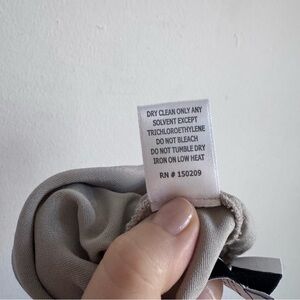 DRY CLEAN ONLY ANY
SOLVENT EXCEPT
TRICHLOROETHYLENE
DO NOT BLEACH
DO NOT TUMBLE DRY
IRON ON LOW HEAT
RN # 150209